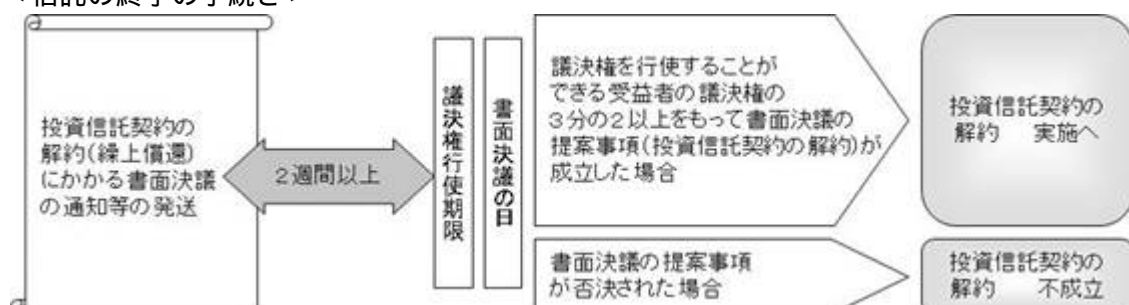 投資信託契約の
解約(繰上償還)
にかかる書面決議
の通知等の発送
2週間以上
議決権行使期限
書面決議の日
議決権を行使することが
できる受益者の議決権の
3分の2以上をもって書面決議の
提案事項(投資信託契約の解約)が
成立した場合
投資信託契約の
解約 実施へ
書面決議の提案事項
が否決された場合
投資信託契約の
解約 不成立